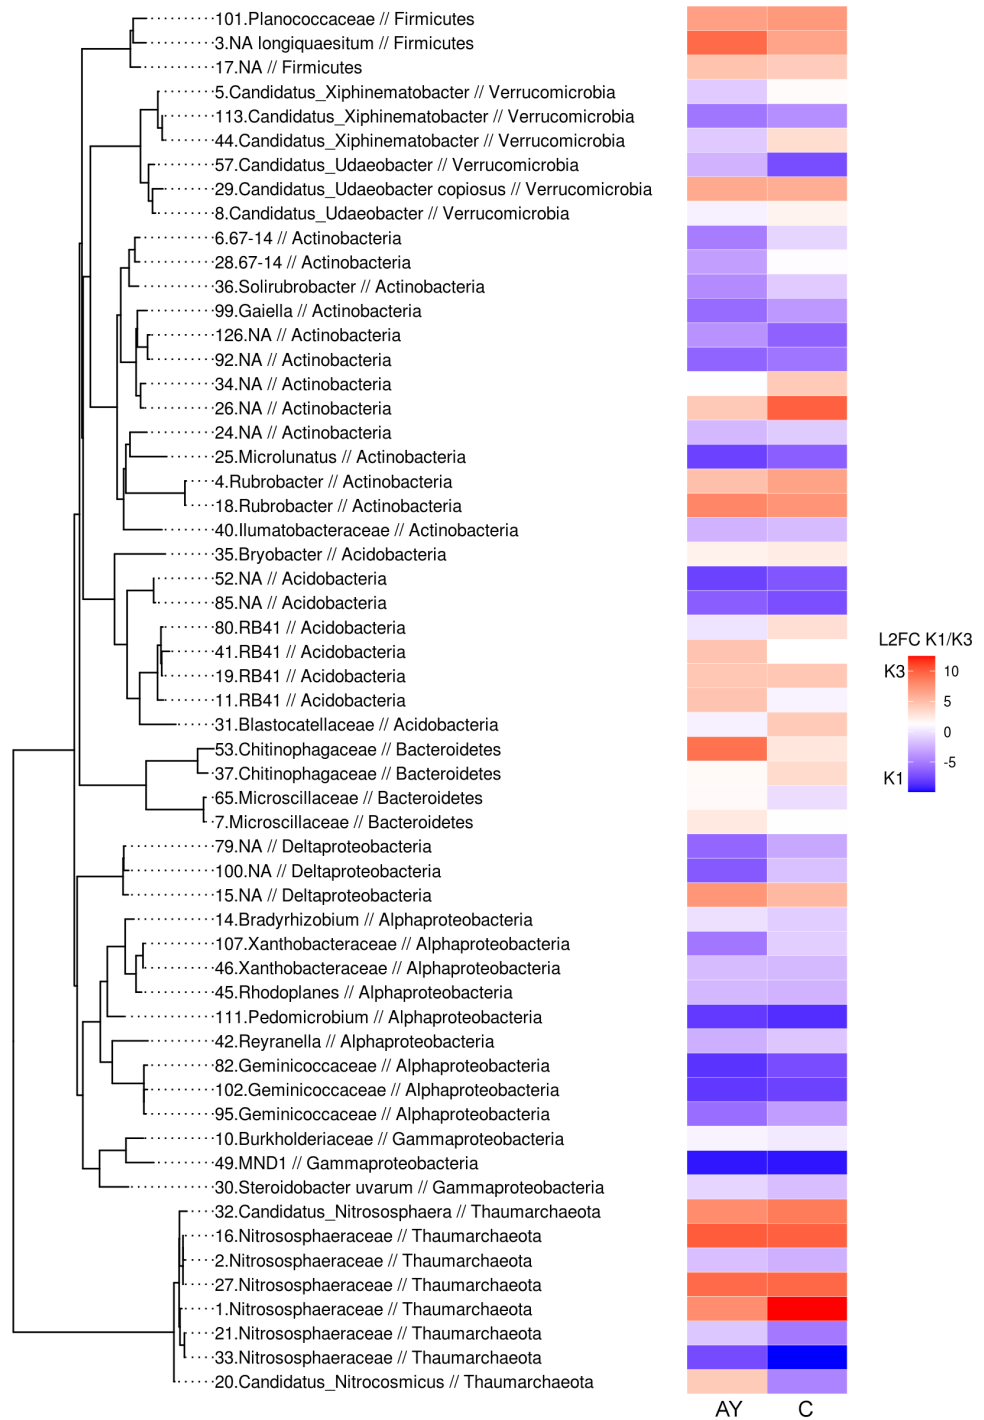 101.Planococcaceae // Firmicutes
3.NA longiquaesitum // Firmicutes
17.NA // Firmicutes
5.Candidatus_Xiphinematobacter // Verrucomicrobia
113.Candidatus_Xiphinematobacter // Verrucomicrobia
44.Candidatus_Xiphinematobacter // Verrucomicrobia
57.Candidatus_Udaeobacter // Verrucomicrobia
29.Candidatus_Udaeobacter copiosus // Verrucomicrobia
8.Candidatus_Udaeobacter // Verrucomicrobia
6.67-14 // Actinobacteria
28.67-14 // Actinobacteria
36.Solirubrobacter // Actinobacteria
99.Gaiella // Actinobacteria
126.NA // Actinobacteria
92.NA // Actinobacteria
34.NA // Actinobacteria
26.NA // Actinobacteria
24.NA // Actinobacteria
25.Microlunatus // Actinobacteria
4.Rubrobacter // Actinobacteria
18.Rubrobacter // Actinobacteria
40.Ilumatobacteraceae // Actinobacteria
35.Bryobacter // Acidobacteria
52.NA // Acidobacteria
85.NA // Acidobacteria
80.RB41 // Acidobacteria
41.RB41 // Acidobacteria
19.RB41 // Acidobacteria
11.RB41 // Acidobacteria
31.Blastocatellaceae // Acidobacteria
53.Chitinophagaceae // Bacteroidetes
37.Chitinophagaceae // Bacteroidetes
65.Microscillaceae // Bacteroidetes
7.Microscillaceae // Bacteroidetes
79.NA // Deltaproteobacteria
100.NA // Deltaproteobacteria
15.NA // Deltaproteobacteria
14.Bradyrhizobium // Alphaproteobacteria
107.Xanthobacteraceae // Alphaproteobacteria
46.Xanthobacteraceae // Alphaproteobacteria
45.Rhodoplanes // Alphaproteobacteria
111.Pedomicrobium // Alphaproteobacteria
42.Reyranella // Alphaproteobacteria
82.Geminicoccaceae // Alphaproteobacteria
102.Geminicoccaceae // Alphaproteobacteria
95.Geminicoccaceae // Alphaproteobacteria
10.Burkholderiaceae // Gammaproteobacteria
49.MND1 // Gammaproteobacteria
30.Steroidobacter uvarum // Gammaproteobacteria
32.Candidatus_Nitrososphaera // Thaumarchaeota
16.Nitrososphaeraceae // Thaumarchaeota
2.Nitrososphaeraceae // Thaumarchaeota
27.Nitrososphaeraceae // Thaumarchaeota
1.Nitrososphaeraceae // Thaumarchaeota
21.Nitrososphaeraceae // Thaumarchaeota
33.Nitrososphaeraceae // Thaumarchaeota
20.Candidatus_Nitrocosmicus // Thaumarchaeota
AY C
L2FC K1/K3
K3 10
5
0
-5
K1